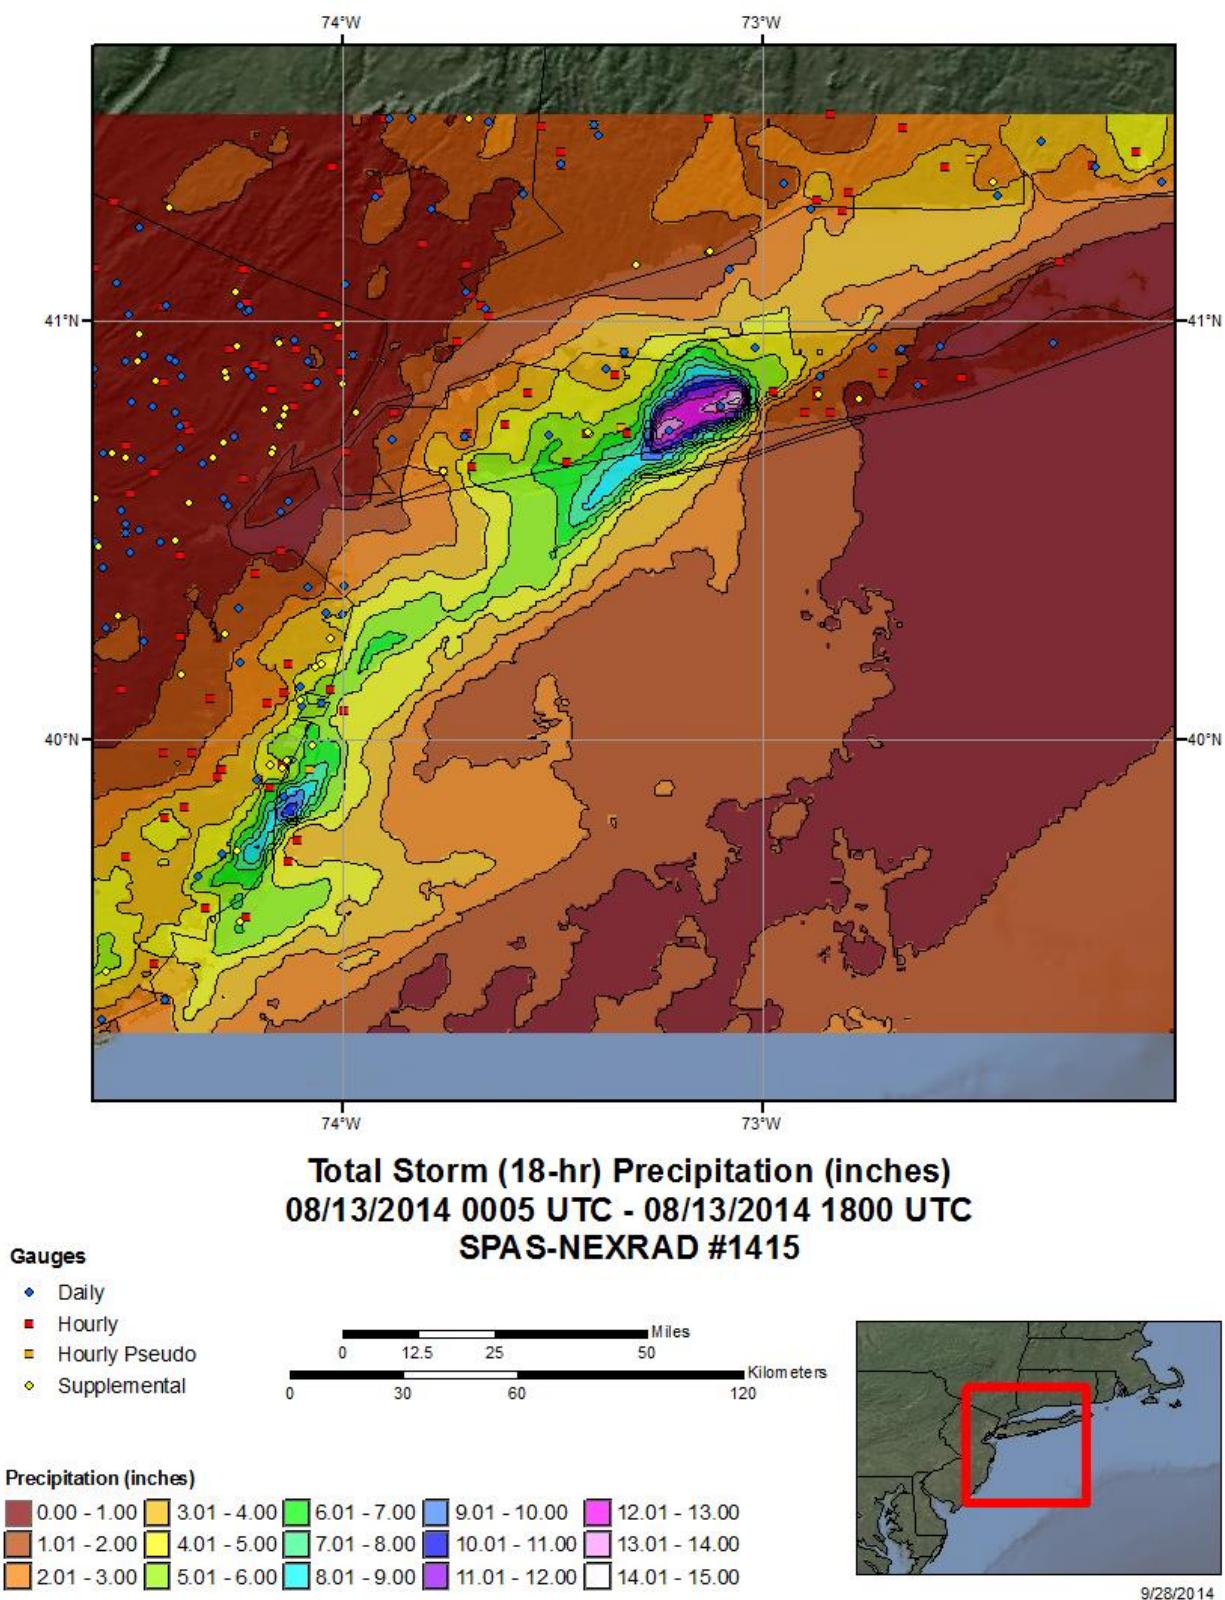 74°W 73°W
41°N 41°N
40°N 40°N
74°W 73°W
Total Storm (18-hr) Precipitation (inches)
08/13/2014 0005 UTC - 08/13/2014 1800 UTC
SPAS-NEXRAD #1415
Gauges
Daily
Hourly
Hourly Pseudo
Supplemental
Miles
0 12.5 25 50
Kilometers
0 30 60 120
Precipitation (inches)
0.00 - 1.00 3.01 - 4.00 6.01 - 7.00 9.01 - 10.00 12.01 - 13.00
1.01 - 2.00 4.01 - 5.00 7.01 - 8.00 10.01 - 11.00 13.01 - 14.00
2.01 - 3.00 5.01 - 6.00 8.01 - 9.00 11.01 - 12.00 14.01 - 15.00
9/28/2014